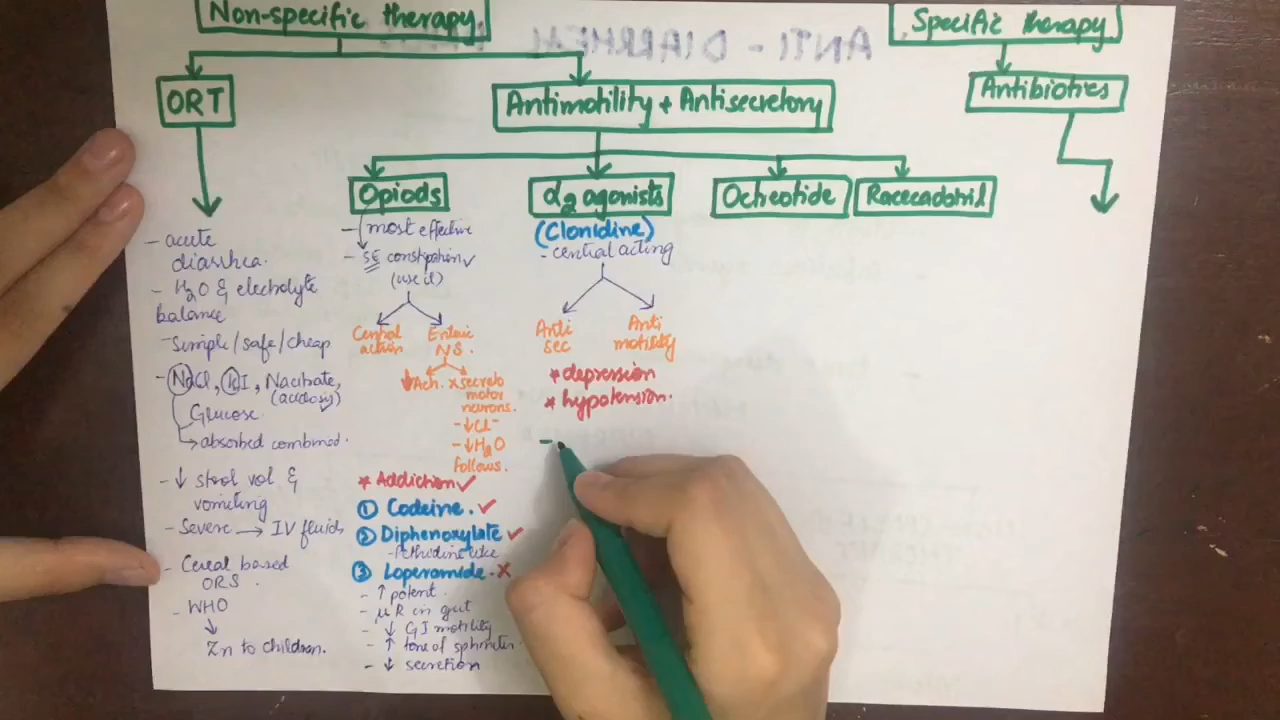 Non-specific therapy
Specific therapy
ANTI-DIARRHEAL
ORT
Antimotility + Antisecretory
Antibiotics
Opiods
α2 agonists
Octreotide
Racecadotril
- acute
diarrhea.
- H2O & electrolyte
balance
- Simple/safe/cheap
- NaCl, KI, Nacitrate,
(acidosis)
Glucose
→ absorbed combined.
- ↓ stool vol &
vomiting
- Severe → IV fluids
- Cereal based
ORS.
- WHO
↓
Zn to children.
- most effective
- SE constipation ✓
(use it)
Central
action
Enteric
N.S.
↓ Ach.
x secreto
motor
neurons.
- ↓ Cl⁻
- ↓ H2O
follows.
* Addiction ✓
① Codeine. ✓
② Diphenoxylate ✓
- Pethidine like
③ Loperamide. X
- ↑ potent.
- μR in gut
- ↓ GI motility
- ↑ tone of sphincter
- ↓ secretion
(Clonidine)
- central acting
Anti
sec
Anti
motility
* depression
* hypotension.
-